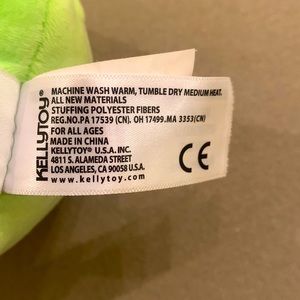 KELLYTOY®
MACHINE WASH WARM, TUMBLE DRY MEDIUM HEAT.
ALL NEW MATERIALS
STUFFING POLYESTER FIBERS
REG.NO.PA 17539 (CN). OH 17499.MA 3353(CN)
FOR ALL AGES
MADE IN CHINA
KELLYTOY® U.S.A. INC.
4811 S. ALAMEDA STREET
LOS ANGELES, CA 90058 U.S.A.
www.kellytoy.com
CE